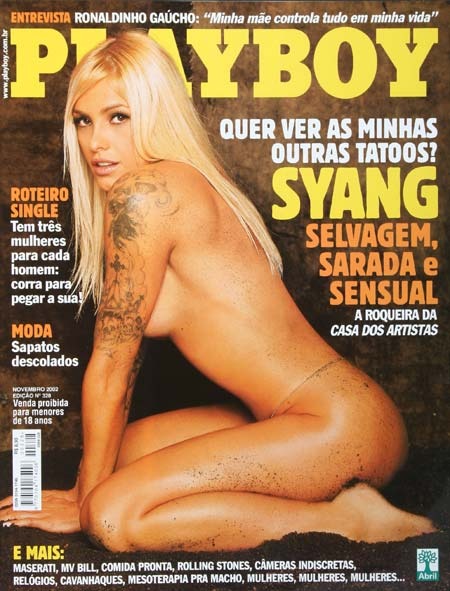 ENTREVISTA RONALDINHO GAÚCHO: "Minha mãe controla tudo em minha vida"
www.playboy.com.br
PLAYBOY
QUER VER AS MINHAS
OUTRAS TATOOS?
SYANG
SELVAGEM,
SARADA e
SENSUAL
A ROQUEIRA DA
CASA DOS ARTISTAS
ROTEIRO
SINGLE
Tem três
mulheres
para cada
homem:
corra para
pegar a sua!
MODA
Sapatos
descolados
NOVEMBRO 2002
EDIÇÃO Nº 328
Venda proibida
para menores
de 18 anos
E MAIS:
MASERATI, MV BILL, COMIDA PRONTA, ROLLING STONES, CÂMERAS INDISCRETAS,
RELÓGIOS, CAVANHAQUES, MESOTERAPIA PRA MACHO, MULHERES, MULHERES, MULHERES...
Abril